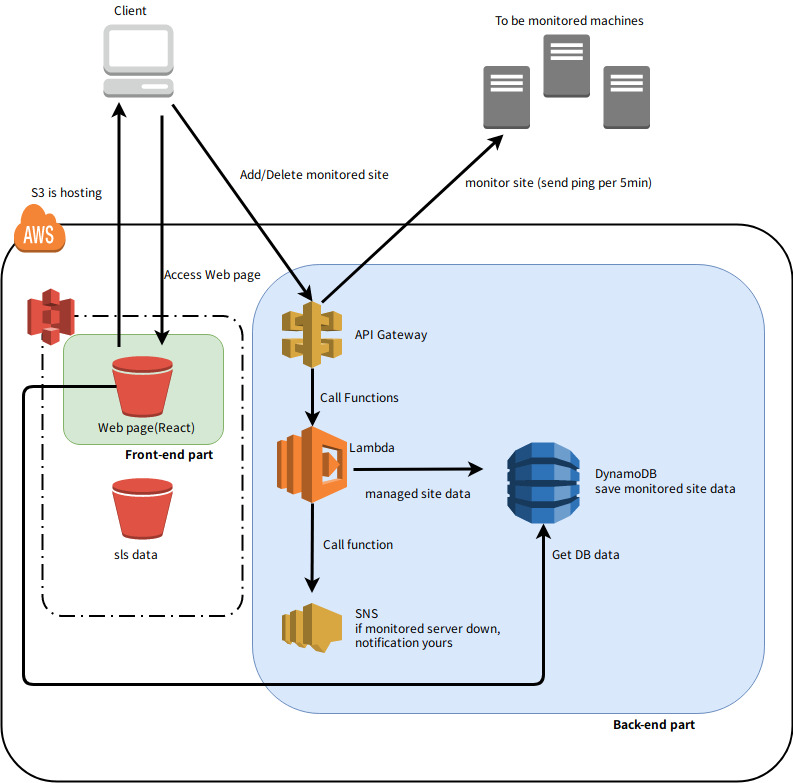 Client
To be monitored machines
Add/Delete monitored site
monitor site (send ping per 5min)
S3 is hosting
AWS
Access Web page
API Gateway
Call Functions
Web page(React)
Front-end part
Lambda
managed site data
DynamoDB
save monitored site data
sls data
Call function
Get DB data
SNS
if monitored server down,
notification yours
Back-end part